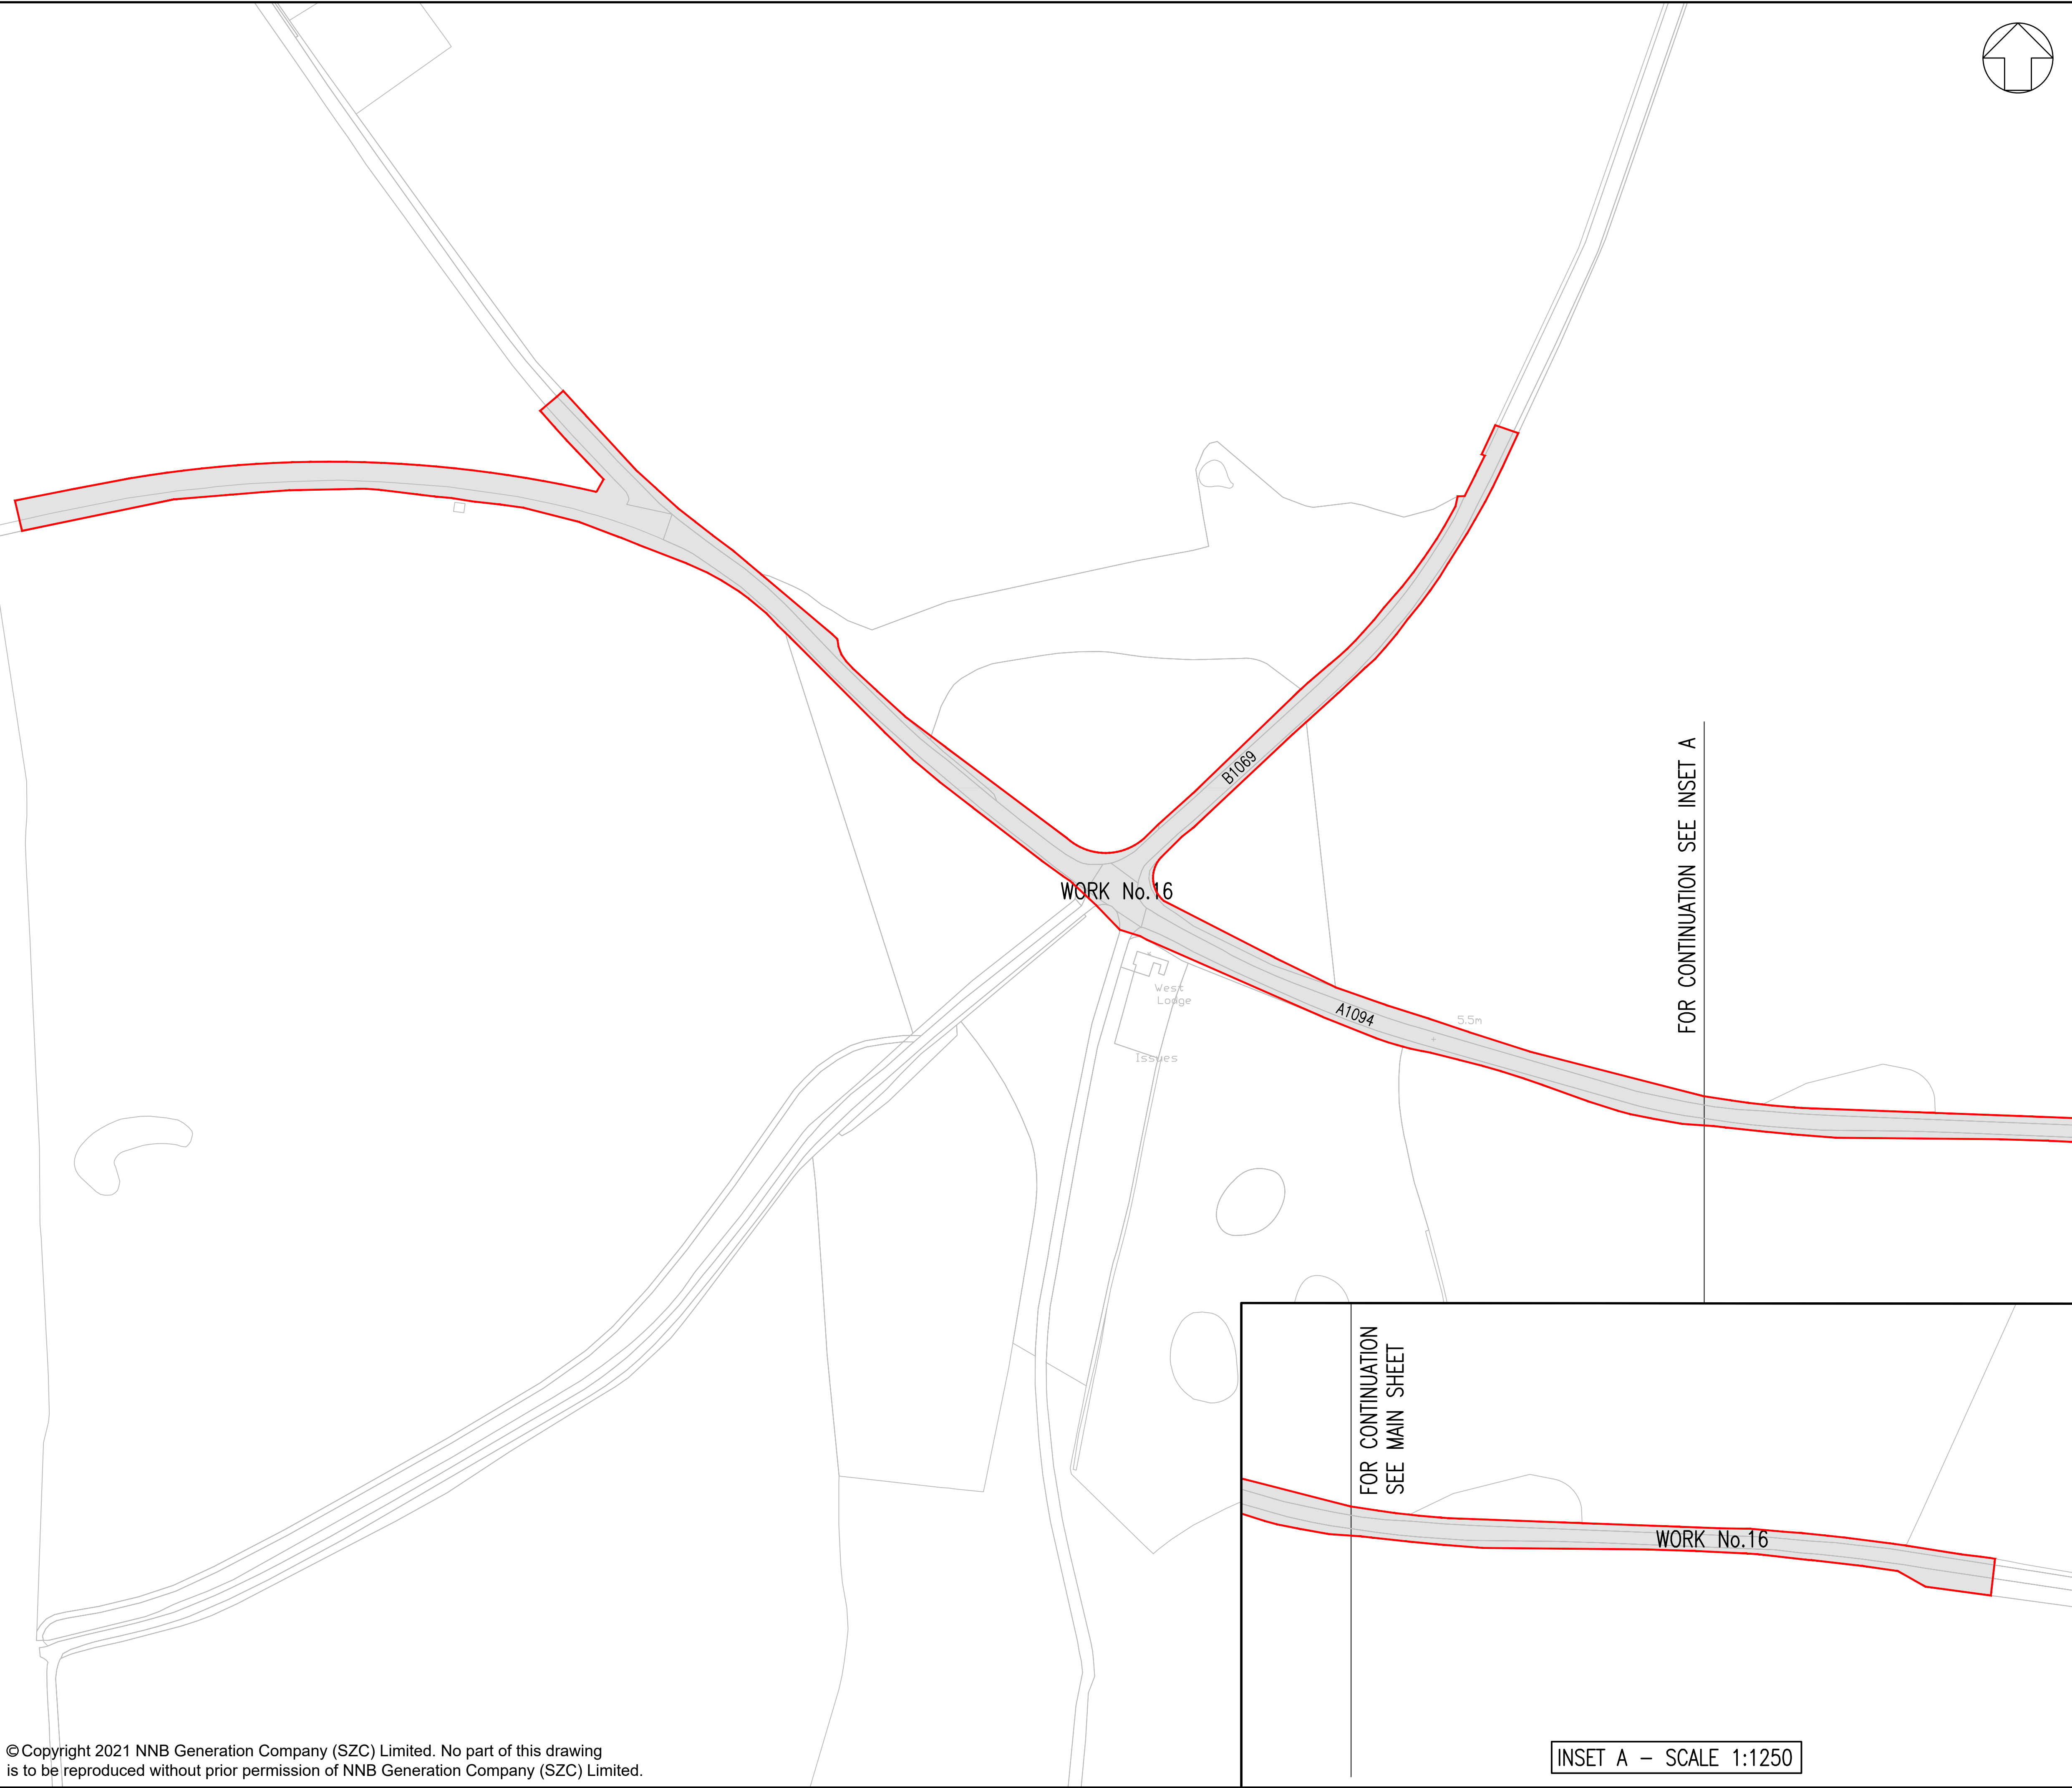 B1069
FOR CONTINUATION SEE INSET A
WORK No.16
West
Lodge
A1094
5.5m
Issues
FOR CONTINUATION
SEE MAIN SHEET
WORK No.16
INSET A – SCALE 1:1250
© Copyright 2021 NNB Generation Company (SZC) Limited. No part of this drawing
is to be reproduced without prior permission of NNB Generation Company (SZC) Limited.